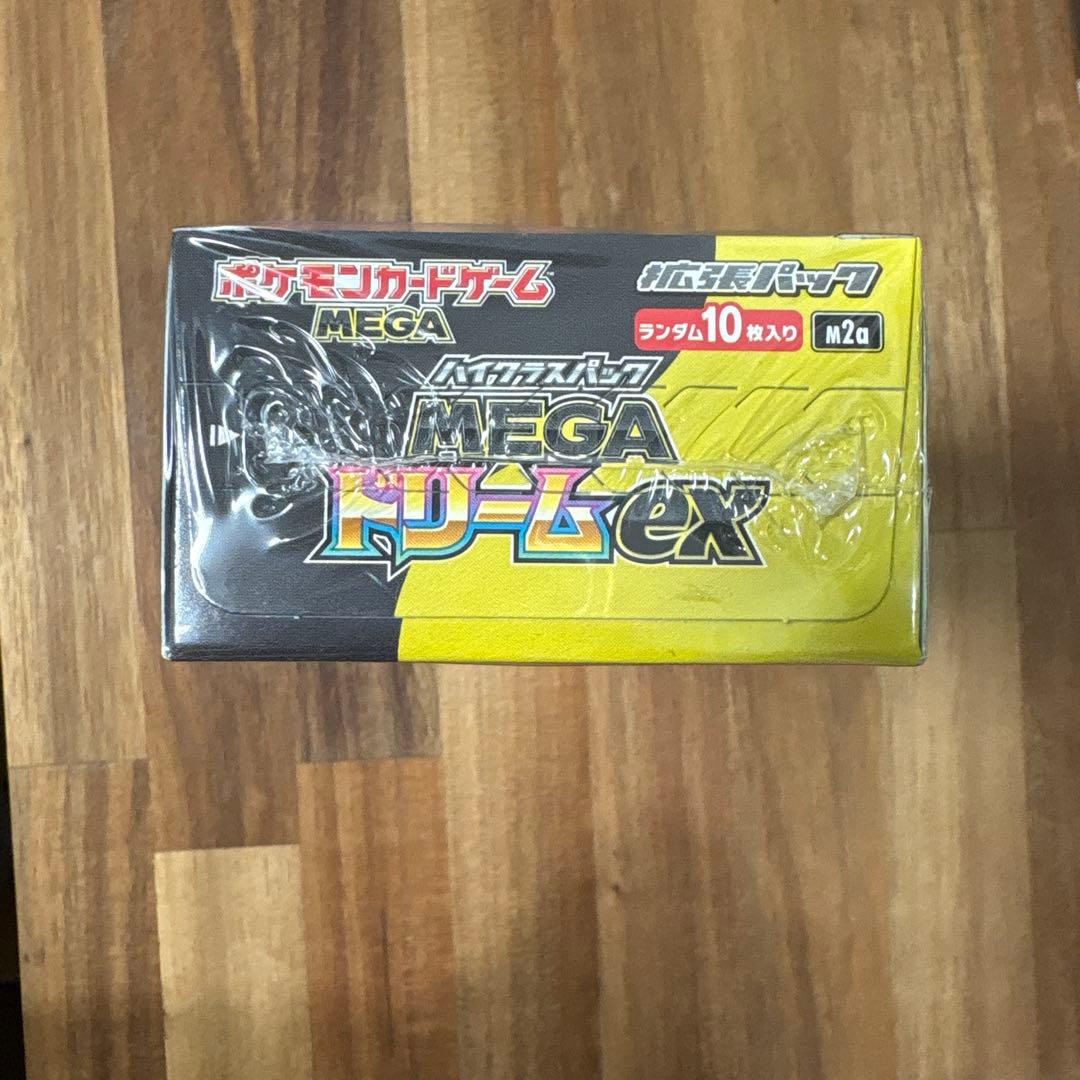 ポケモンカードゲーム™
MEGA
拡張パック
ランダム10枚入り
M2a
ハイクラスパック
MEGA
ドリームex